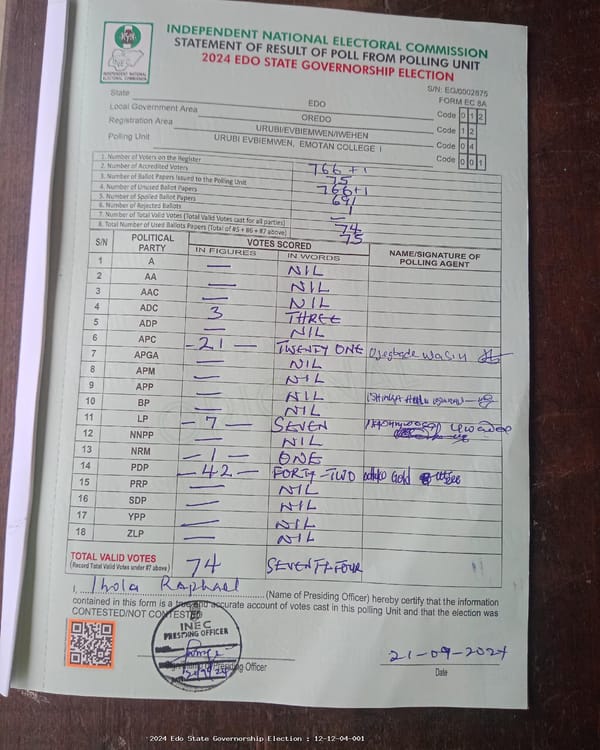 INDEPENDENT NATIONAL ELECTORAL COMMISSION
STATEMENT OF RESULT OF POLL FROM POLLING UNIT
2024 EDO STATE GOVERNORSHIP ELECTION
INEC
INDEPENDENT NATIONAL ELECTORAL COMMISSION
S/N: EG/0002875
FORM EC 8A
State EDO Code 0 1 2
Local Government Area OREDO Code 1 2
Registration Area URUBI/EVBIEMWEN/IWEHEN Code 0 4
Polling Unit URUBI EVBIEMWEN, EMOTAN COLLEGE I Code 0 0 1
1. Number of Voters on the Register 766+1
2. Number of Accredited Voters 75
3. Number of Ballot Papers Issued to the Polling Unit 766+1
4. Number of Unused Ballot Papers 691
5. Number of Spoiled Ballot Papers —
6. Number of Rejected Ballots 1
7. Number of Total Valid Votes (Total Valid Votes cast for all parties) 74
8. Total Number of Used Ballots Papers (Total of #5 + #6 + #7 above) 75
S/N POLITICAL PARTY VOTES SCORED NAME/SIGNATURE OF POLLING AGENT
IN FIGURES IN WORDS
1 A — NIL
2 AA — NIL
3 AAC — NIL
4 ADC 3 THREE
5 ADP — NIL
6 APC -21- TWENTY ONE
7 APGA — NIL
8 APM — NIL
9 APP — NIL
10 BP — NIL
11 LP -7- SEVEN
12 NNPP — NIL
13 NRM -1- ONE
14 PDP -42- FORTY-TWO Gold
15 PRP — NIL
16 SDP — NIL
17 YPP — NIL
18 ZLP — NIL
TOTAL VALID VOTES 74 SEVENTY FOUR
(Record Total Valid Votes under #7 above)
I, Ihola Raphael (Name of Presiding Officer) hereby certify that the information
contained in this form is a true and accurate account of votes cast in this polling Unit and that the election was
CONTESTED/NOT CONTESTED
INEC
PRESIDING OFFICER
Presiding Officer
21-09-2024
Date
2024 Edo State Governorship Election : 12-12-04-001